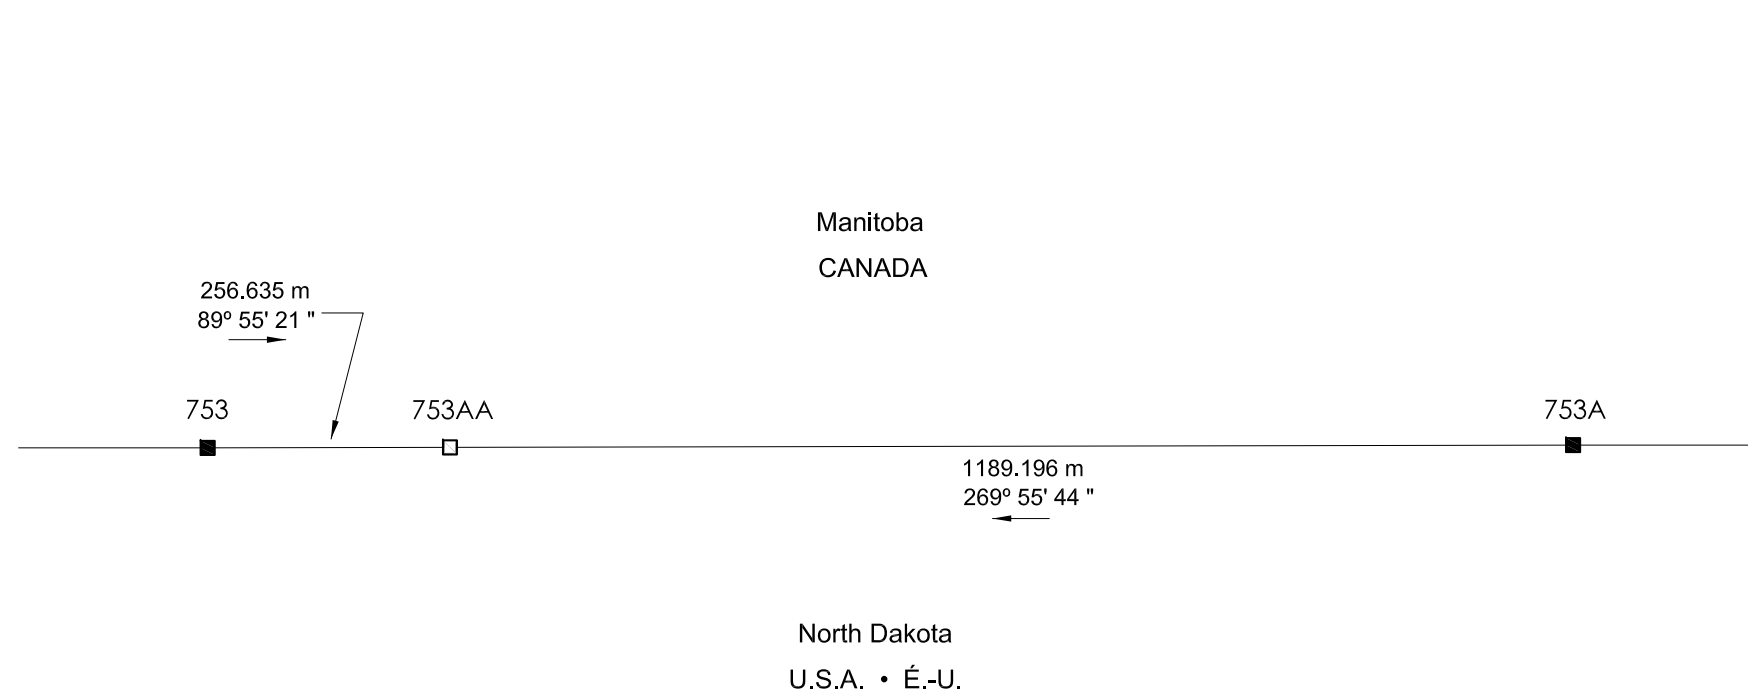 Manitoba
CANADA
256.635 m
89º 55' 21 "
753
753AA
753A
1189.196 m
269º 55' 44 "
North Dakota
U.S.A. • É.-U.